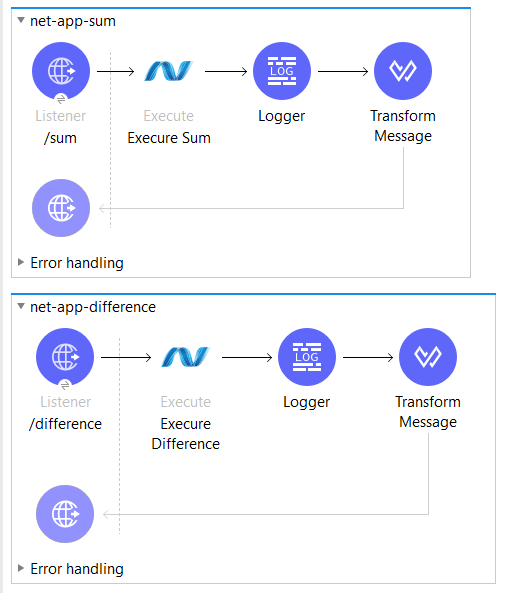 net-app-sum
LOG
Listener
Execute
Logger
Transform
Message
/sum
Execure Sum
Error handling
net-app-difference
LOG
Listener
Execute
Logger
Transform
Message
/difference
Execure
Difference
Error handling